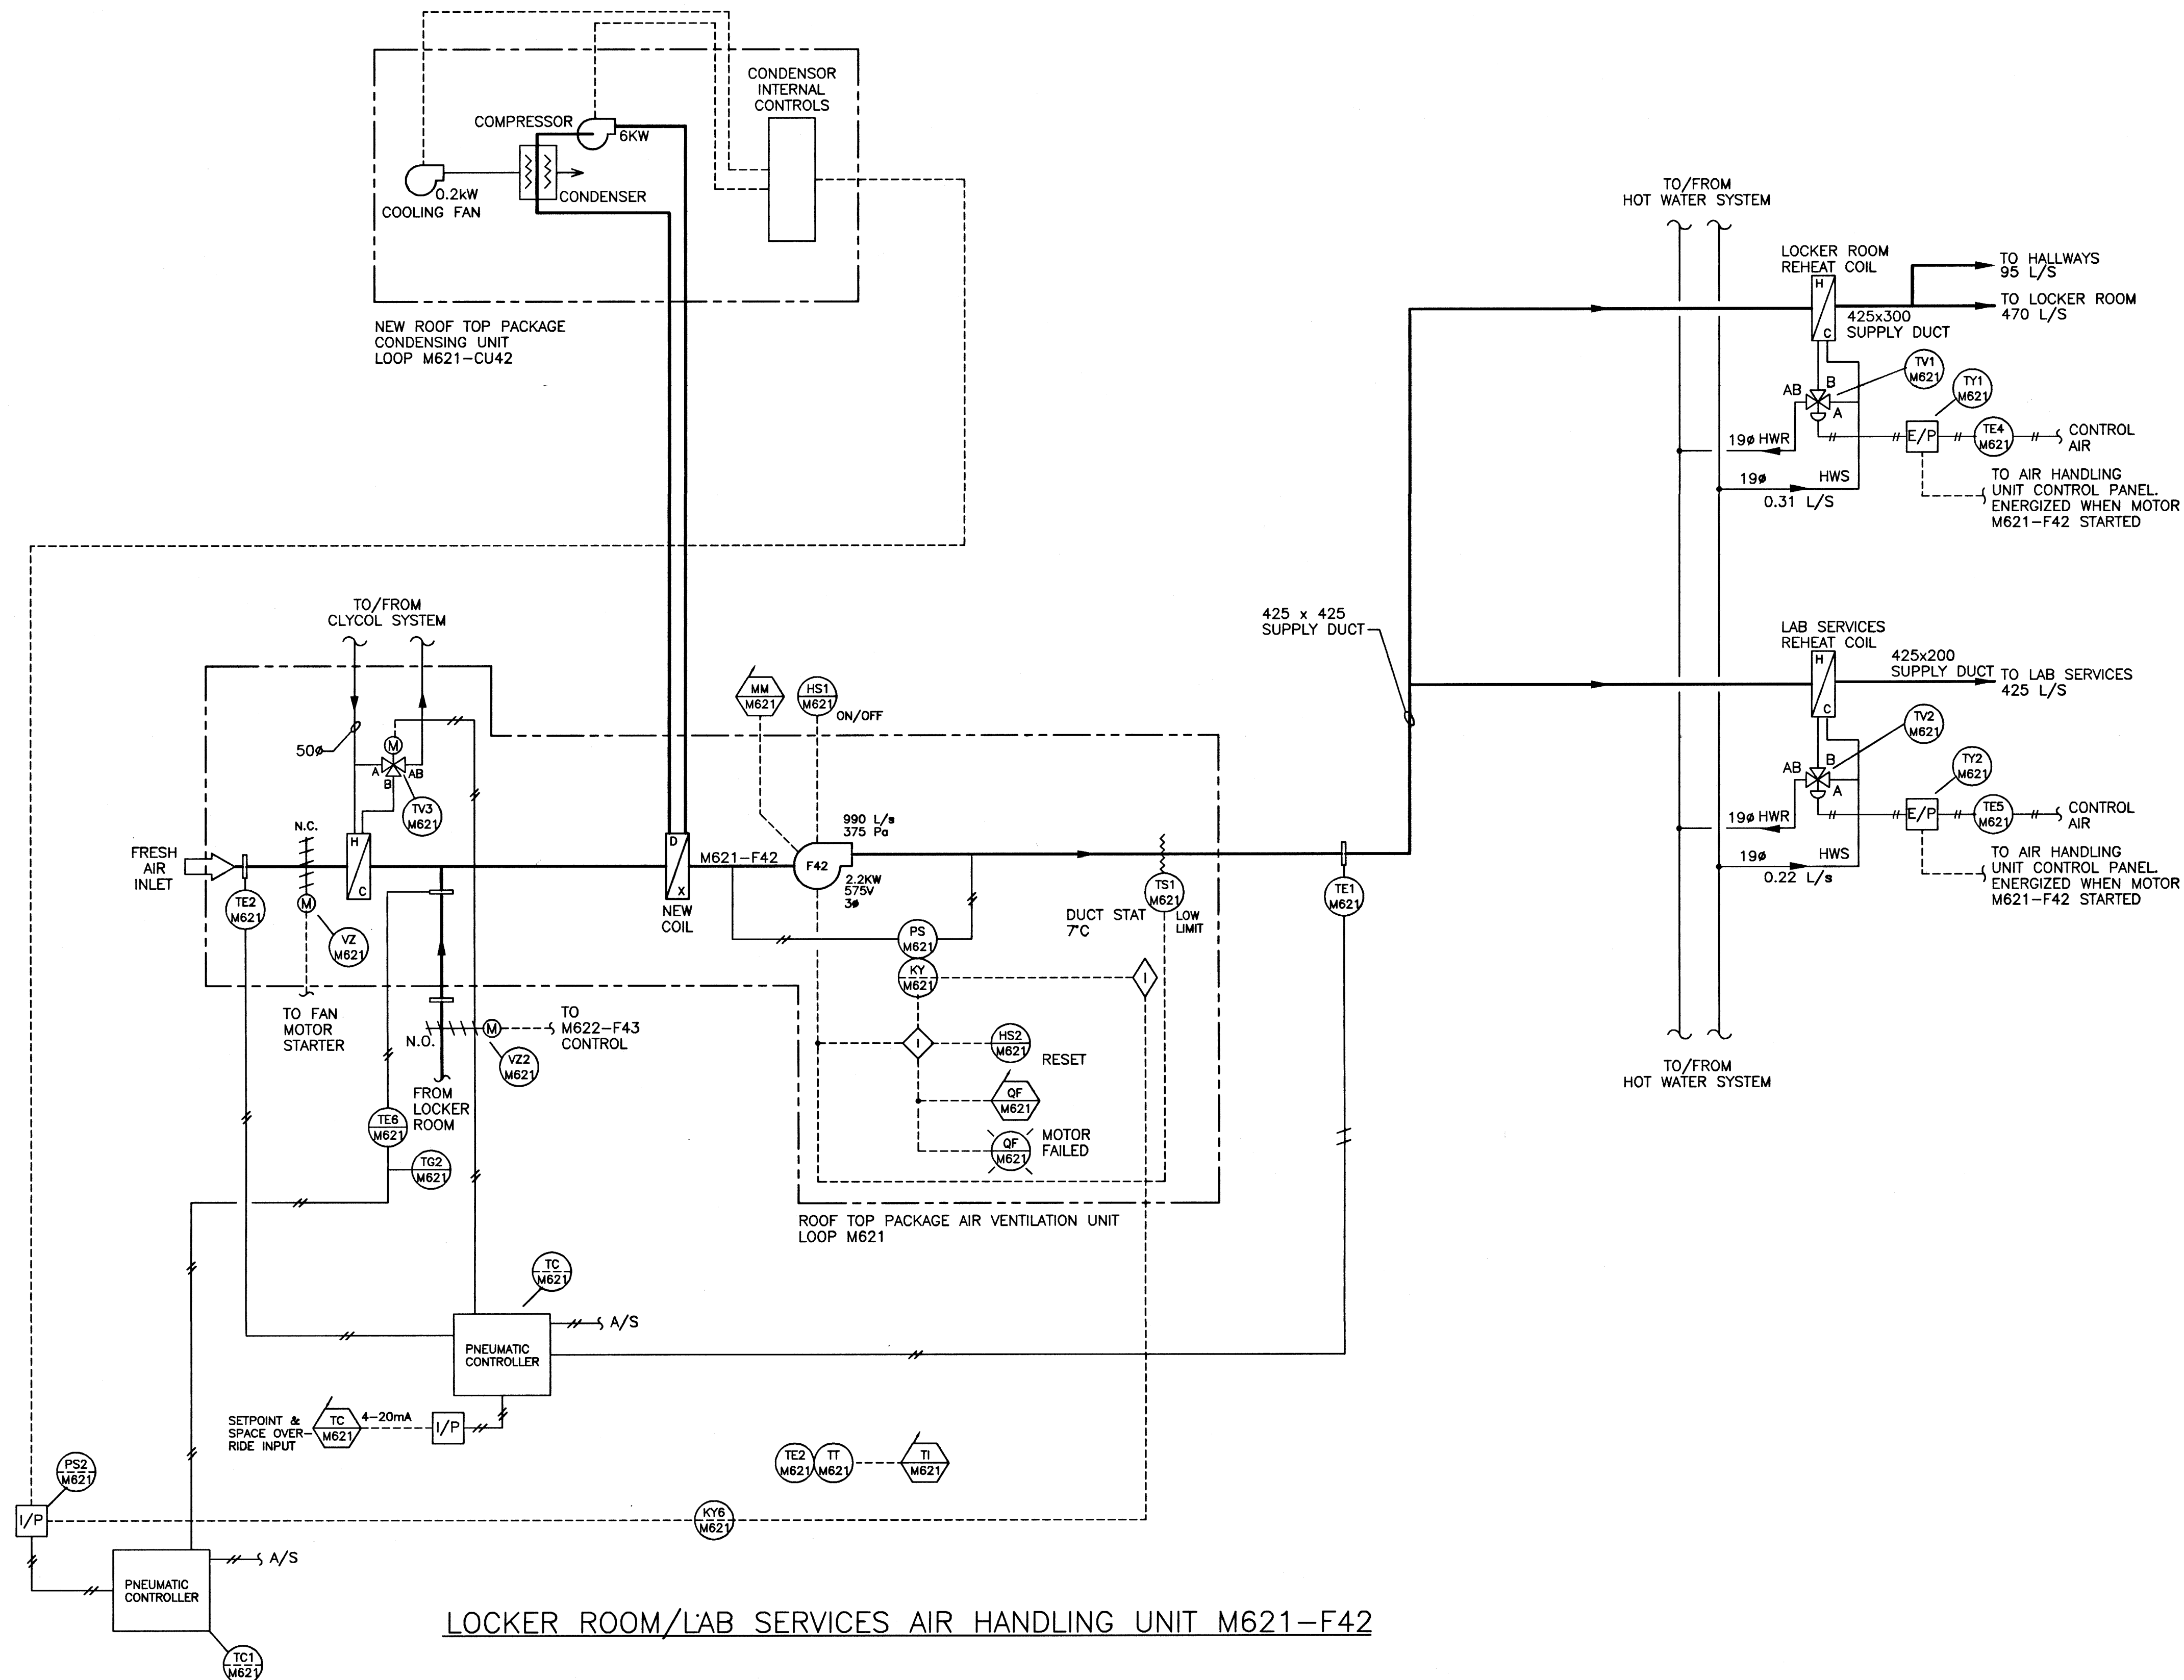 CONDENSOR
INTERNAL
CONTROLS
COMPRESSOR
6KW
0.2kW
COOLING FAN
CONDENSER
NEW ROOF TOP PACKAGE
CONDENSING UNIT
LOOP M621-CU42
TO/FROM
HOT WATER SYSTEM
LOCKER ROOM
REHEAT COIL
H
C
TO HALLWAYS
95 L/S
TO LOCKER ROOM
470 L/S
425x300
SUPPLY DUCT
TV1
M621
TY1
M621
AB
B
A
19ø HWR
E/P
TE4
M621
CONTROL
AIR
19ø HWS
0.31 L/S
TO AIR HANDLING
UNIT CONTROL PANEL.
ENERGIZED WHEN MOTOR
M621-F42 STARTED
425 x 425
SUPPLY DUCT
LAB SERVICES
REHEAT COIL
H
C
425x200
SUPPLY DUCT
TO LAB SERVICES
425 L/S
TV2
M621
TY2
M621
AB
B
A
19ø HWR
E/P
TE5
M621
CONTROL
AIR
19ø HWS
0.22 L/s
TO AIR HANDLING
UNIT CONTROL PANEL.
ENERGIZED WHEN MOTOR
M621-F42 STARTED
TO/FROM
HOT WATER SYSTEM
TO/FROM
CLYCOL SYSTEM
50ø
M
A
AB
B
TV3
M621
N.C.
H
C
FRESH
AIR
INLET
TE2
M621
M
VZ
M621
TO FAN
MOTOR
STARTER
N.O.
M
TO
M622-F43
CONTROL
VZ2
M621
FROM
LOCKER
ROOM
TE6
M621
TG2
M621
D
X
NEW
COIL
M621-F42
MM
M621
HS1
M621
ON/OFF
990 L/s
375 Pa
F42
2.2KW
575V
3ø
DUCT STAT
7°C
TS1
M621
LOW
LIMIT
TE1
M621
PS
M621
KY
M621
I
I
HS2
M621
RESET
QF
M621
QF
M621
MOTOR
FAILED
ROOF TOP PACKAGE AIR VENTILATION UNIT
LOOP M621
TC
M621
A/S
PNEUMATIC
CONTROLLER
SETPOINT &
SPACE OVER-
RIDE INPUT
TC
M621
4-20mA
I/P
TE2
M621
TT
M621
TI
M621
PS2
M621
I/P
KY6
M621
A/S
PNEUMATIC
CONTROLLER
TC1
M621
LOCKER ROOM/LAB SERVICES AIR HANDLING UNIT M621-F42